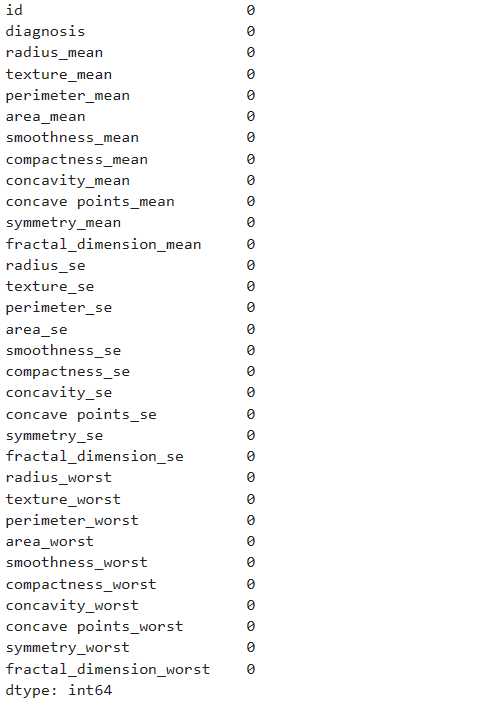 id 0
diagnosis 0
radius_mean 0
texture_mean 0
perimeter_mean 0
area_mean 0
smoothness_mean 0
compactness_mean 0
concavity_mean 0
concave points_mean 0
symmetry_mean 0
fractal_dimension_mean 0
radius_se 0
texture_se 0
perimeter_se 0
area_se 0
smoothness_se 0
compactness_se 0
concavity_se 0
concave points_se 0
symmetry_se 0
fractal_dimension_se 0
radius_worst 0
texture_worst 0
perimeter_worst 0
area_worst 0
smoothness_worst 0
compactness_worst 0
concavity_worst 0
concave points_worst 0
symmetry_worst 0
fractal_dimension_worst 0
dtype: int64